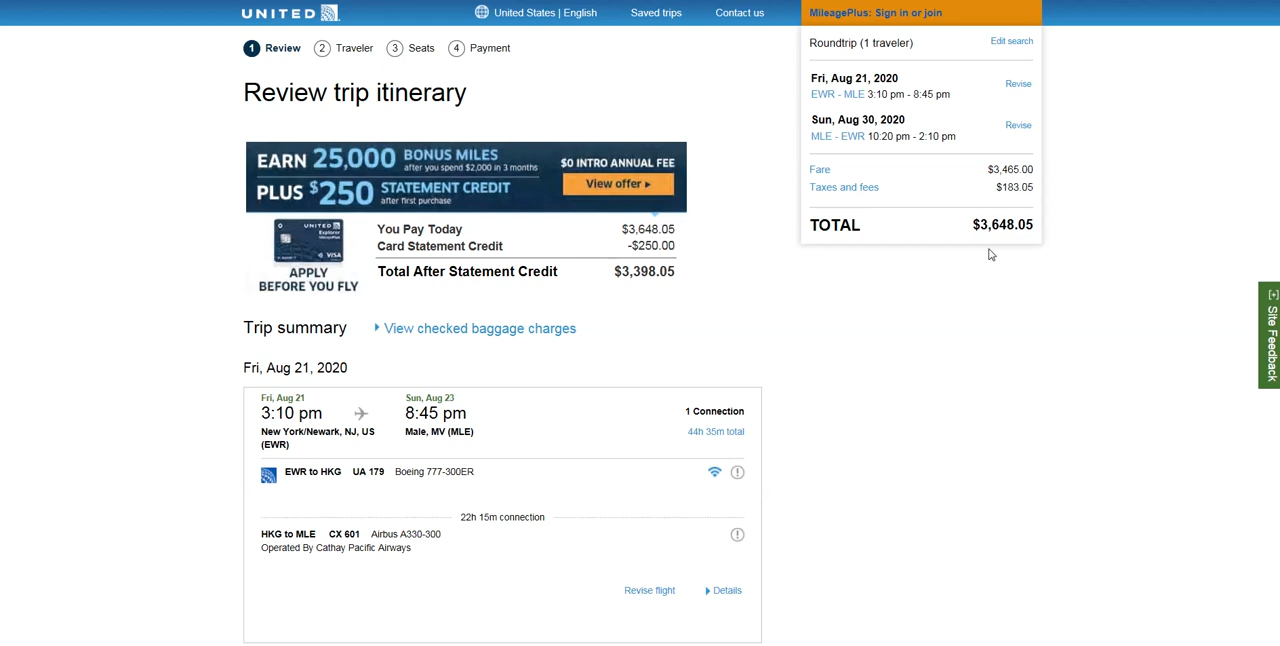 UNITED
United States | English
Saved trips
Contact us
MileagePlus: Sign in or join
1 Review
2 Traveler
3 Seats
4 Payment
Review trip itinerary
Roundtrip (1 traveler)
Edit search
Fri, Aug 21, 2020
Revise
EWR - MLE 3:10 pm - 8:45 pm
Sun, Aug 30, 2020
Revise
MLE - EWR 10:20 pm - 2:10 pm
Fare $3,465.00
Taxes and fees $183.05
TOTAL $3,648.05
EARN 25,000 BONUS MILES
after you spend $2,000 in 3 months
PLUS $250 STATEMENT CREDIT
after first purchase
$0 INTRO ANNUAL FEE
View offer
UNITED
Explorer
MileagePlus
VISA
APPLY
BEFORE YOU FLY
You Pay Today $3,648.05
Card Statement Credit -$250.00
Total After Statement Credit $3,398.05
Trip summary
View checked baggage charges
Fri, Aug 21, 2020
Fri, Aug 21
3:10 pm
New York/Newark, NJ, US
(EWR)
Sun, Aug 23
8:45 pm
Male, MV (MLE)
1 Connection
44h 35m total
EWR to HKG UA 179 Boeing 777-300ER
22h 15m connection
HKG to MLE CX 601 Airbus A330-300
Operated By Cathay Pacific Airways
Revise flight
Details
Site Feedback